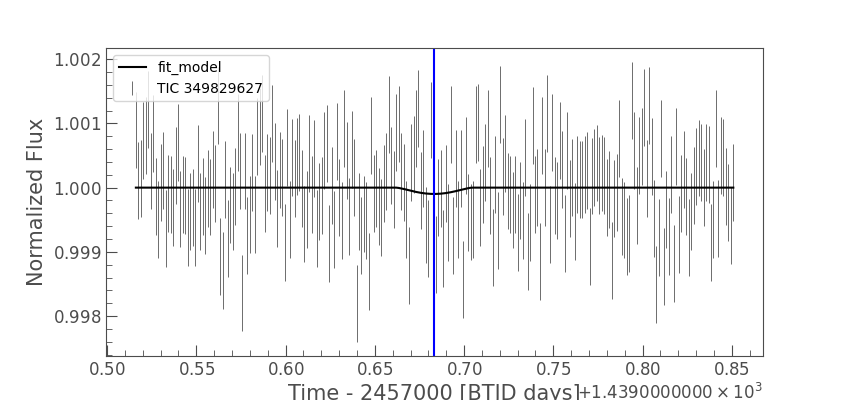 1.002
1.001
1.000
0.999
0.998
Normalized Flux
fit_model
TIC 349829627
0.50 0.55 0.60 0.65 0.70 0.75 0.80 0.85
Time - 2457000 [BTJD days]
+1.4390000000 × 10³